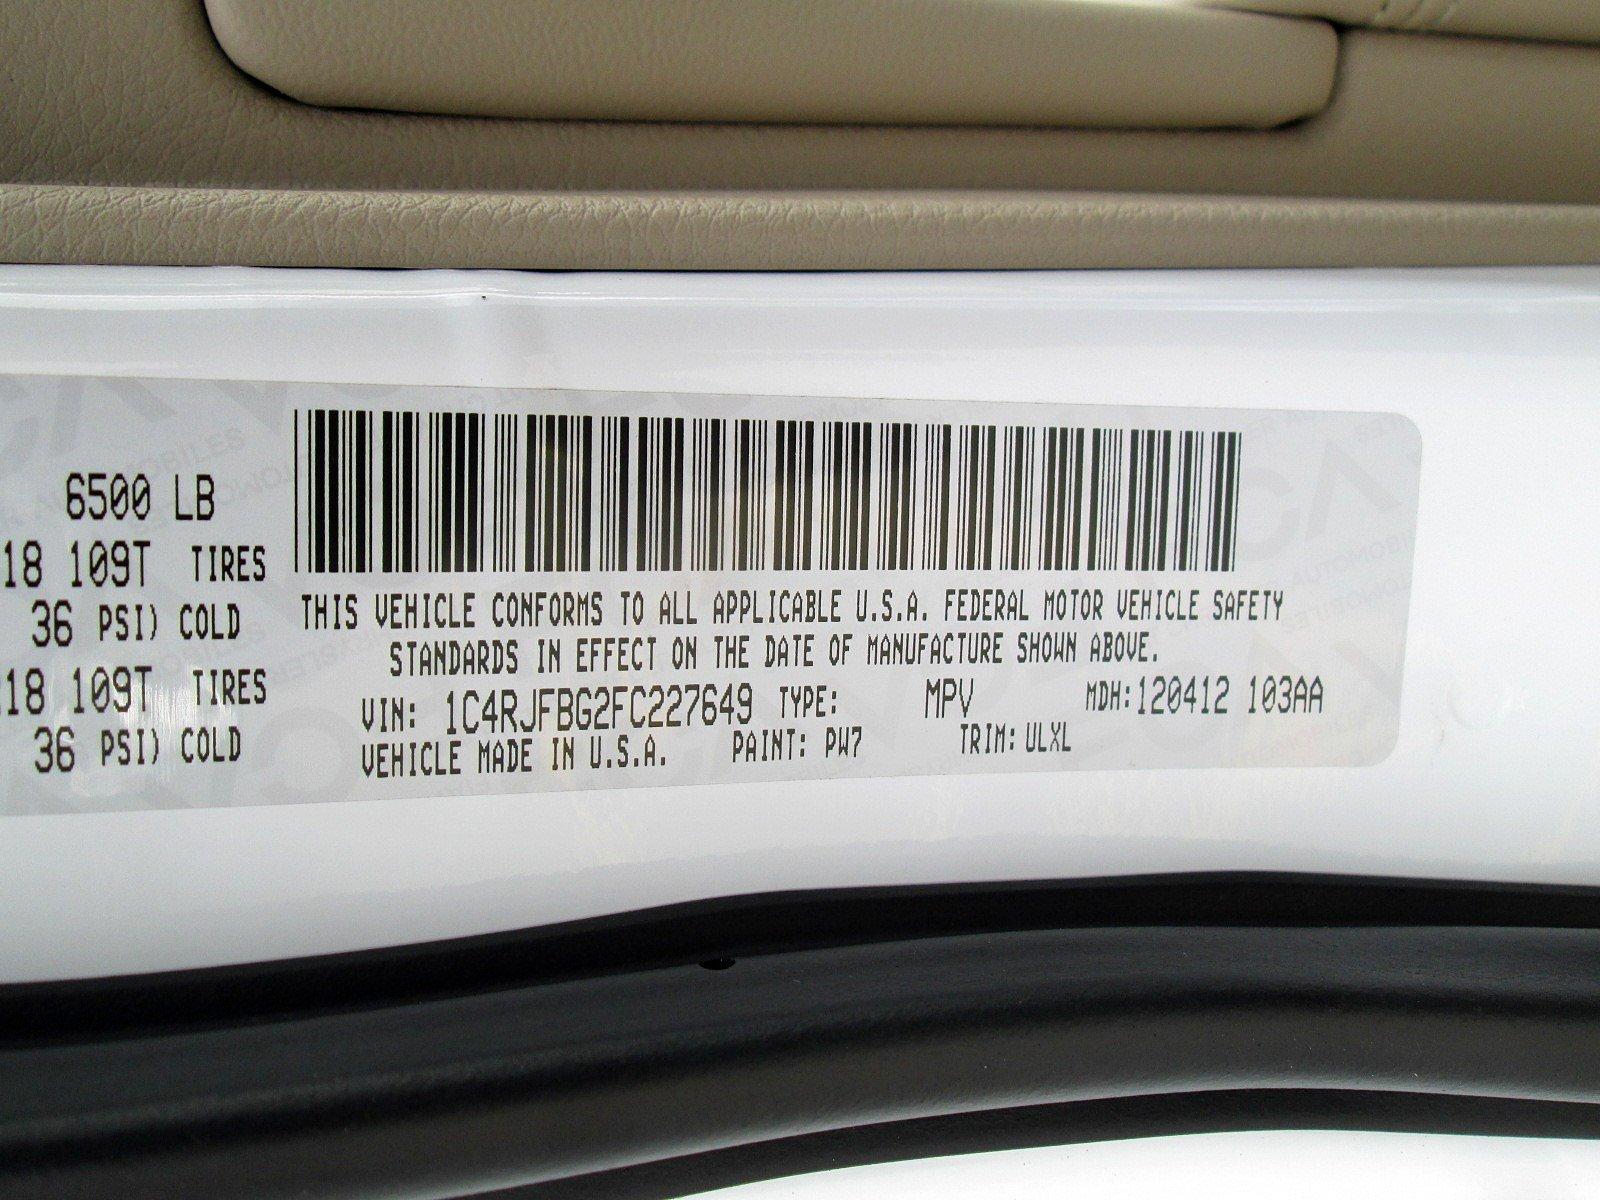 6500 LB
18 109T TIRES
36 PSI) COLD
18 109T TIRES
36 PSI) COLD
THIS VEHICLE CONFORMS TO ALL APPLICABLE U.S.A. FEDERAL MOTOR VEHICLE SAFETY
STANDARDS IN EFFECT ON THE DATE OF MANUFACTURE SHOWN ABOVE.
VIN: 1C4RJFBG2FC227649 TYPE: MPV MDH: 120412 103AA
VEHICLE MADE IN U.S.A. PAINT: PW7 TRIM: ULXL